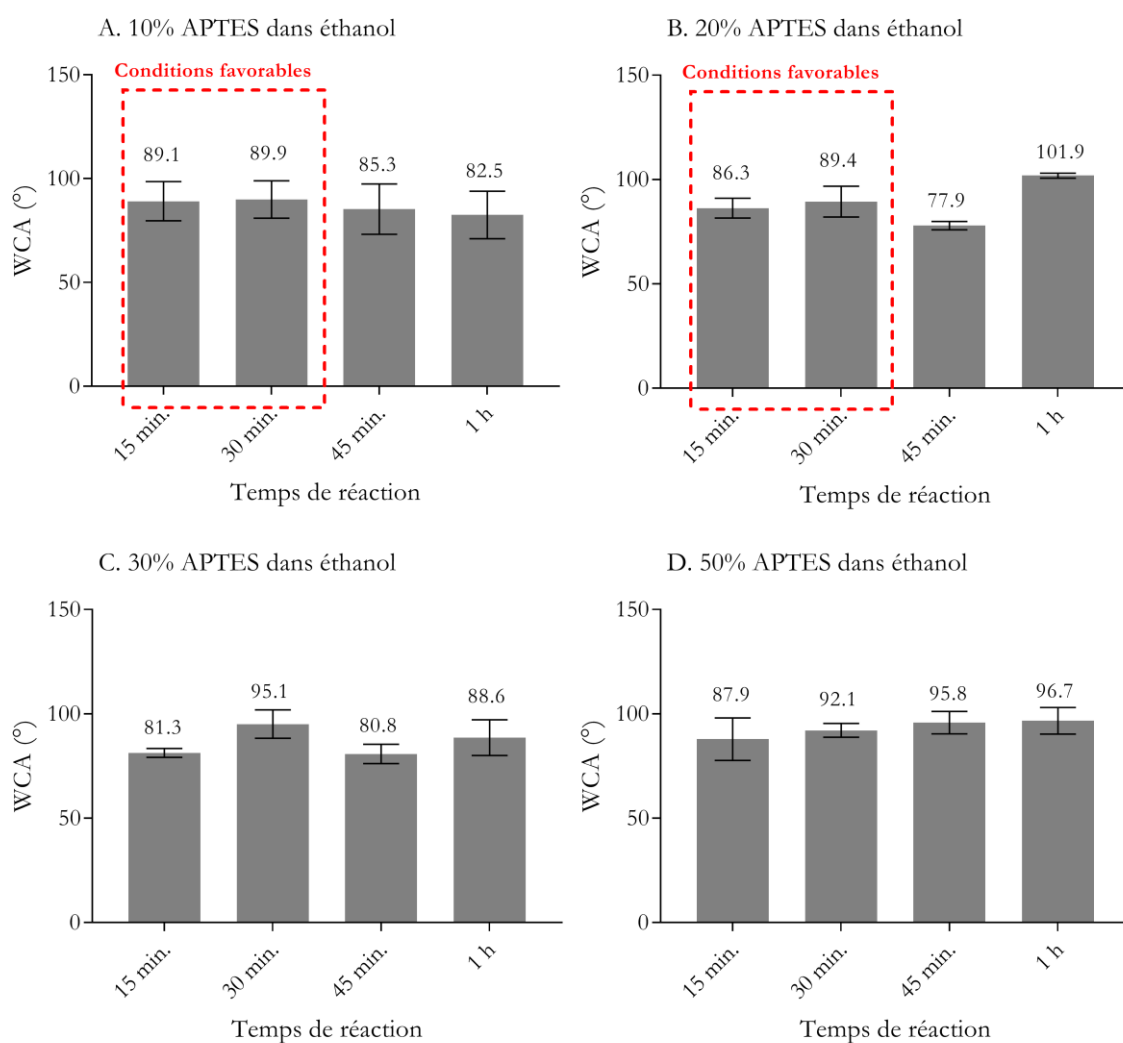 A. 10% APTES dans éthanol
Conditions favorables
150
100
50
0
WCA (°)
89.1
89.9
85.3
82.5
15 min.
30 min.
45 min.
1 h
Temps de réaction
B. 20% APTES dans éthanol
Conditions favorables
150
100
50
0
WCA (°)
86.3
89.4
77.9
101.9
15 min.
30 min.
45 min.
1 h
Temps de réaction
C. 30% APTES dans éthanol
150
100
50
0
WCA (°)
81.3
95.1
80.8
88.6
15 min.
30 min.
45 min.
1 h
Temps de réaction
D. 50% APTES dans éthanol
150
100
50
0
WCA (°)
87.9
92.1
95.8
96.7
15 min.
30 min.
45 min.
1 h
Temps de réaction